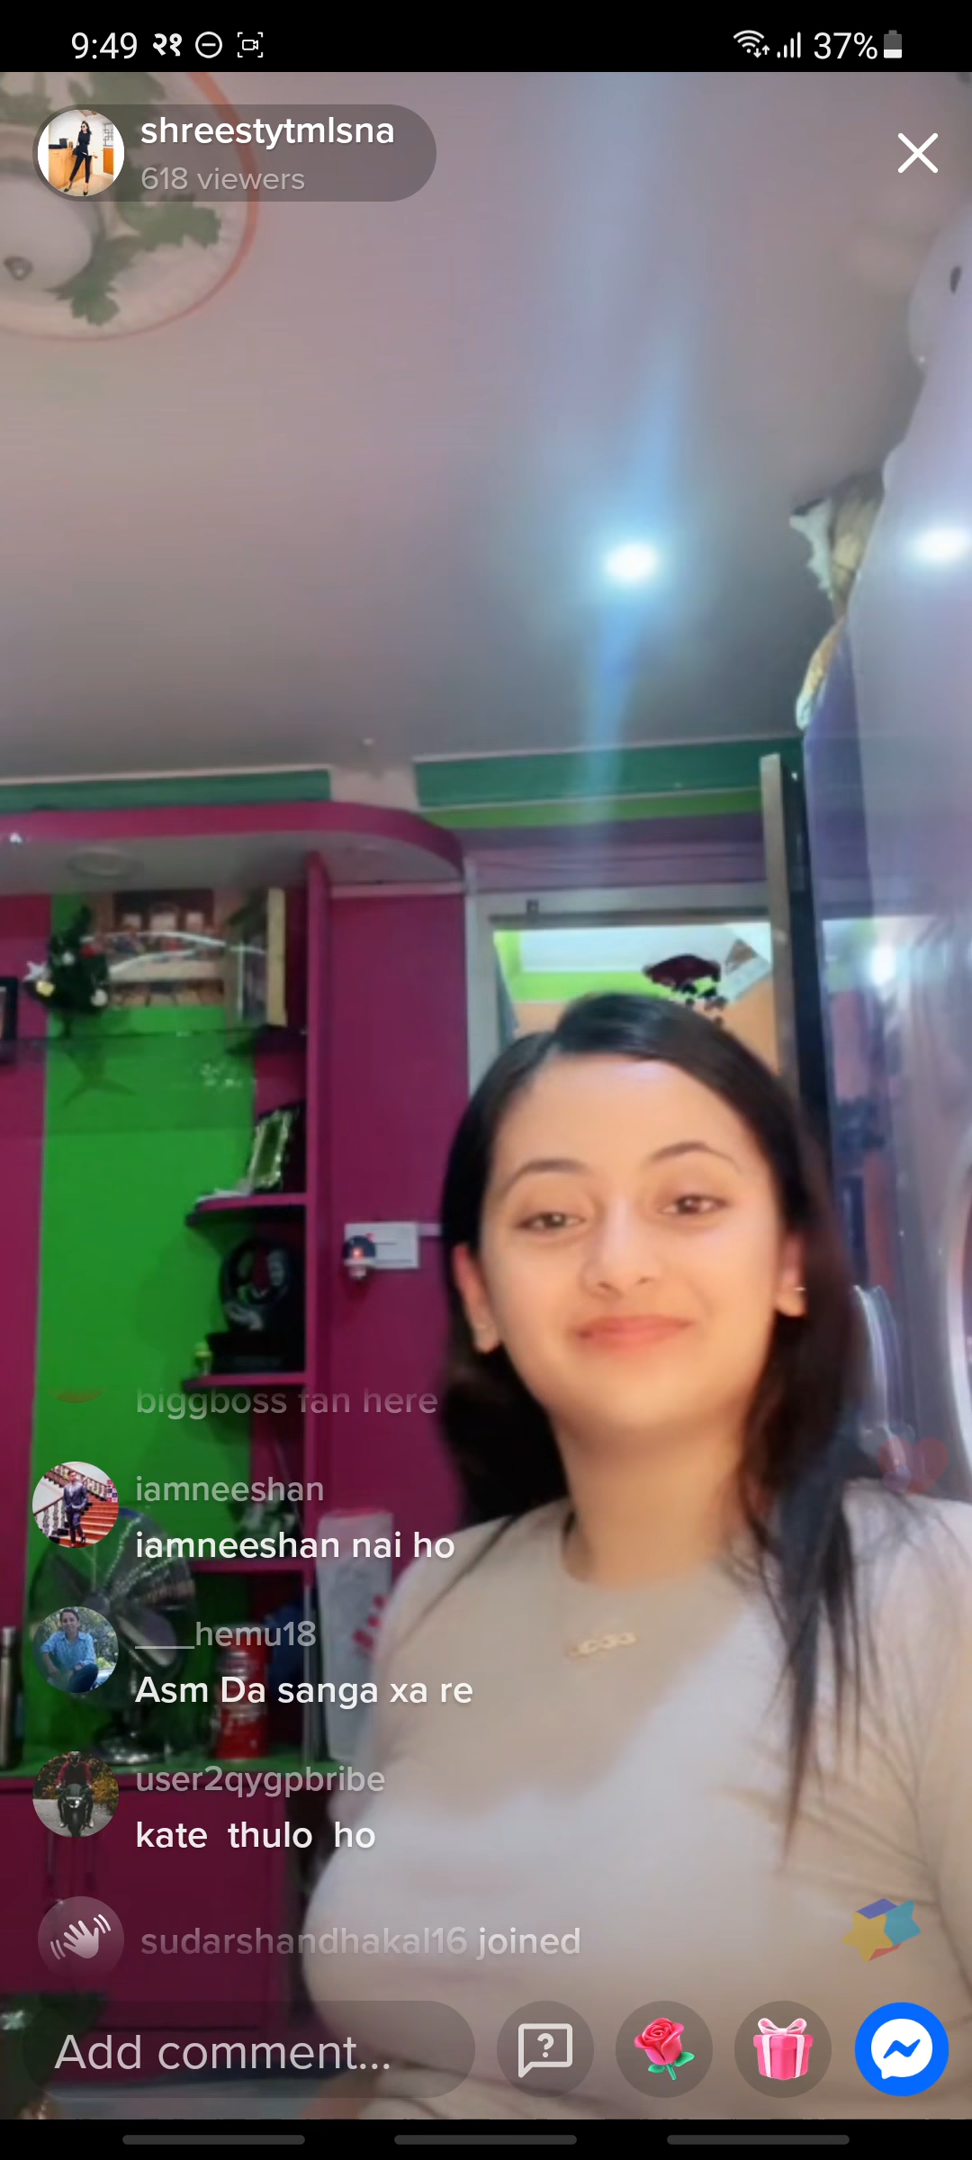 9:49 २१ 37%
shreestytmlsna
618 viewers
biggboss fan here
iamneeshan
iamneeshan nai ho
___hemu18
Asm Da sanga xa re
user2qygpbribe
kate thulo ho
sudarshandhakal16 joined
Add comment...